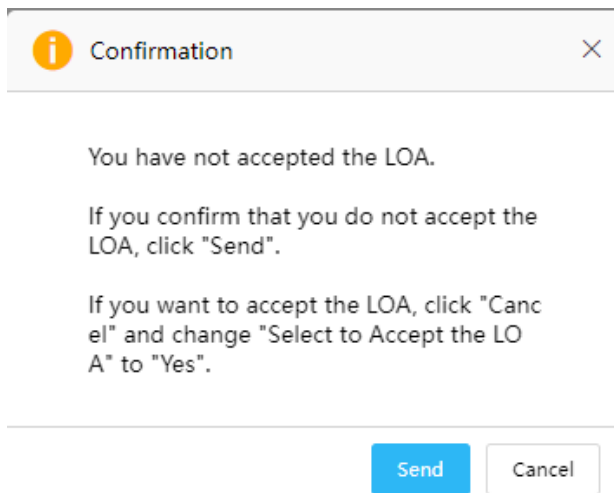 Confirmation
You have not accepted the LOA.
If you confirm that you do not accept the
LOA, click "Send".
If you want to accept the LOA, click "Canc
el" and change "Select to Accept the LO
A" to "Yes".
Send Cancel